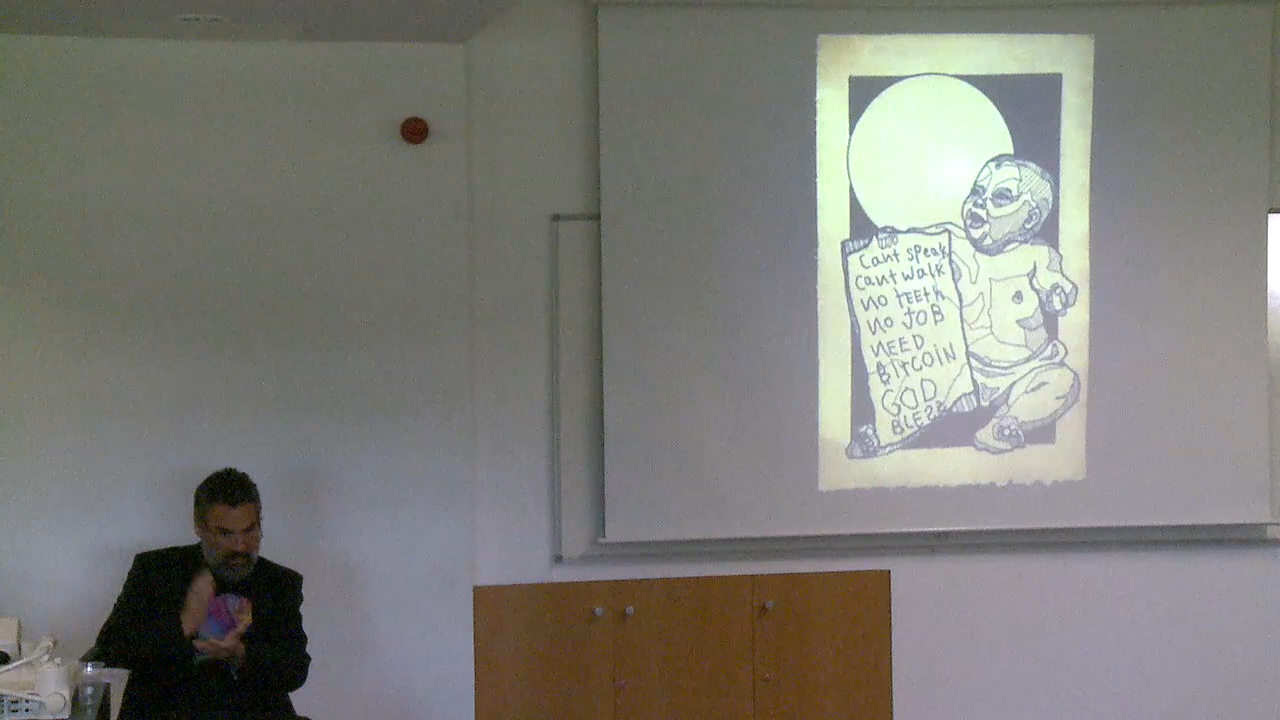 cant speak
cant walk
no teeth
no JOB
NEED
BITCOIN
GOD
BLESS